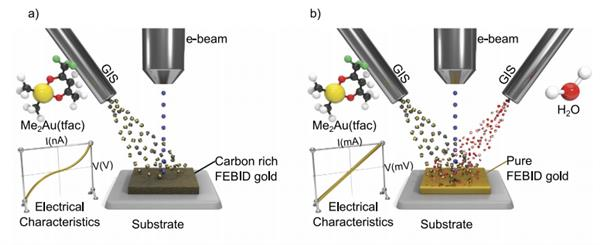 a)
e-beam
GIS
Me₂Au(tfac)
I(nA)
V(V)
Electrical
Characteristics
Carbon rich
FEBID gold
Substrate
b)
e-beam
GIS
GIS
H₂O
Me₂Au(tfac)
I(mA)
V(mV)
Electrical
Characteristics
Pure
FEBID gold
Substrate